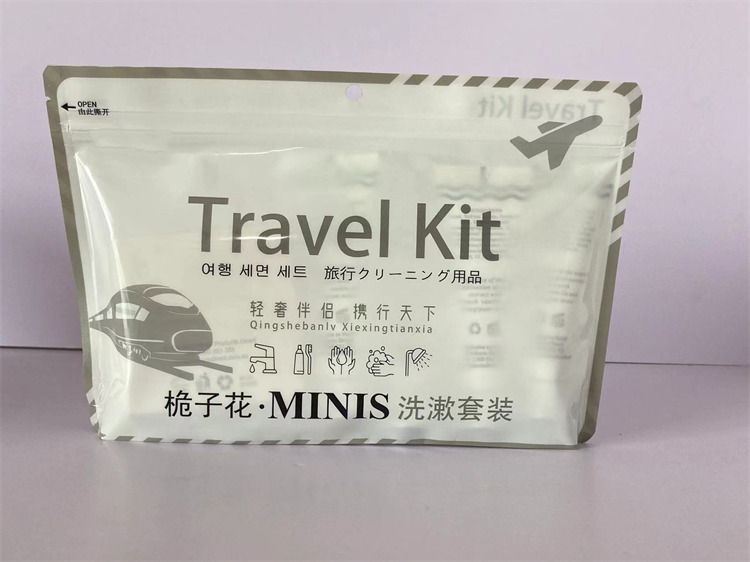 OPEN
由此撕开
Travel Kit
Travel Kit
여행 세면 세트 旅行クリーニング用品
轻奢伴侣 携行天下
Qingshebanlv Xiexingtianxia
桅子花·MINIS 洗漱套装